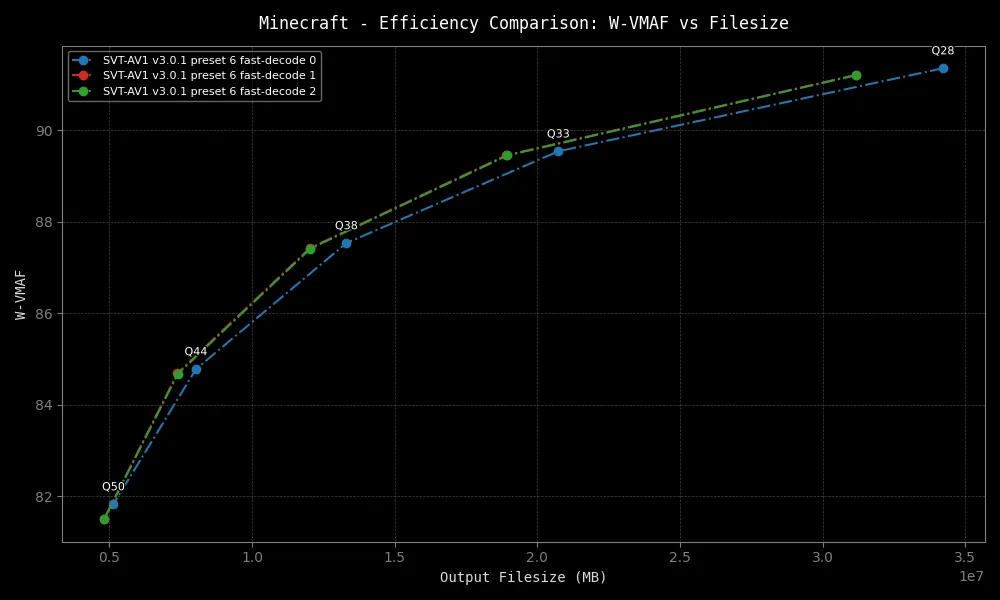 Minecraft - Efficiency Comparison: W-VMAF vs Filesize
SVT-AV1 v3.0.1 preset 6 fast-decode 0
SVT-AV1 v3.0.1 preset 6 fast-decode 1
SVT-AV1 v3.0.1 preset 6 fast-decode 2
Q28
Q33
Q38
Q44
Q50
W-VMAF
90
88
86
84
82
0.5 1.0 1.5 2.0 2.5 3.0 3.5
1e7
Output Filesize (MB)